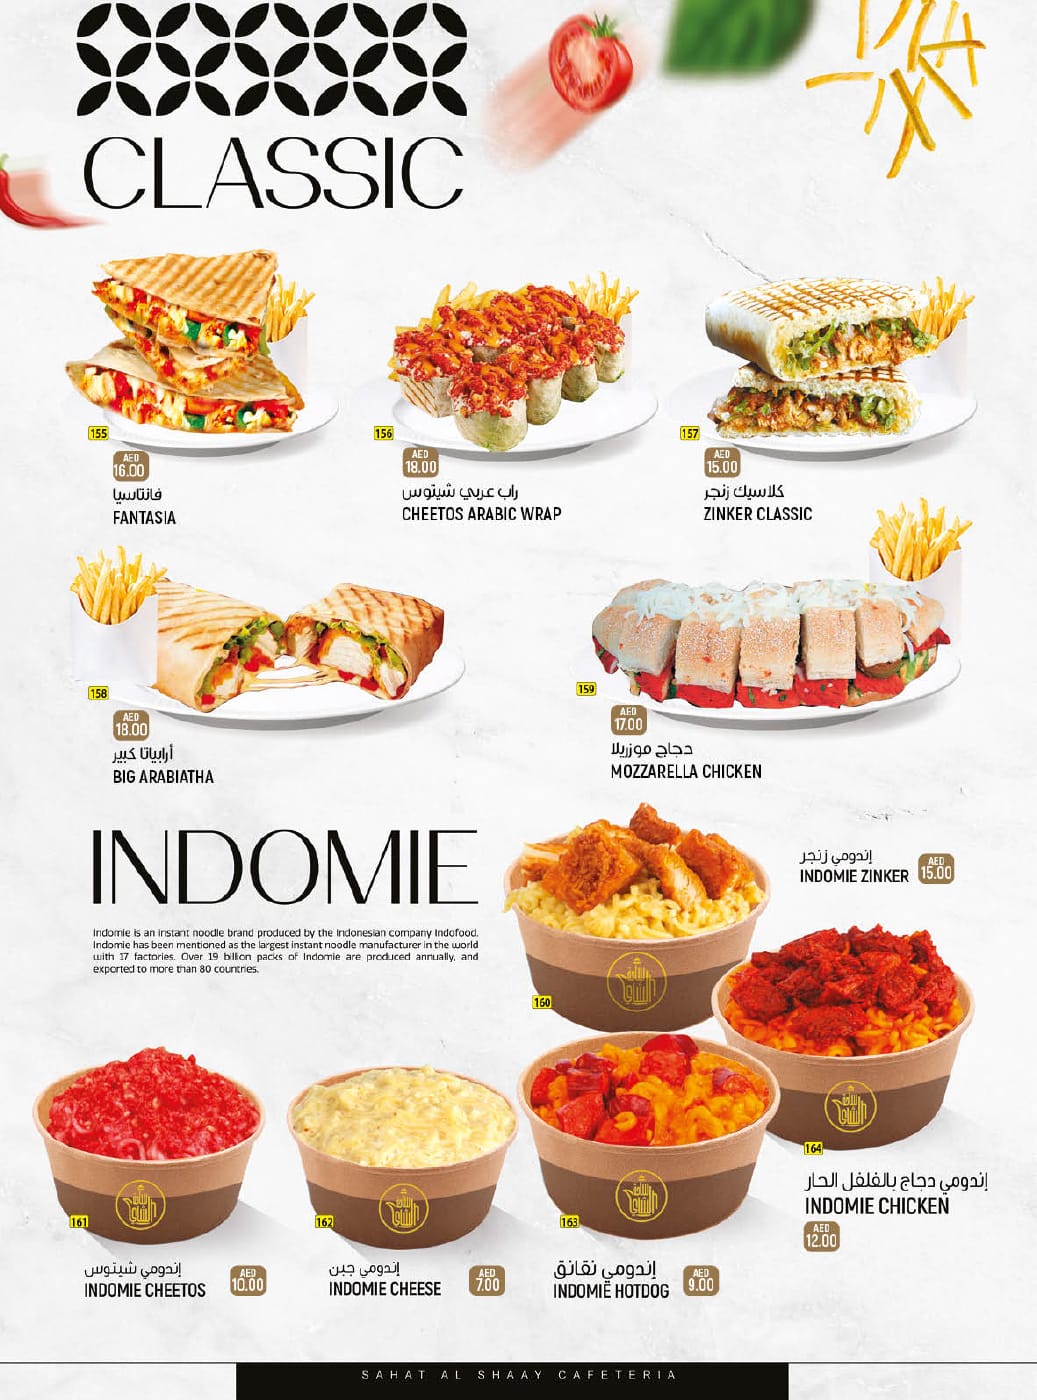 CLASSIC
155
AED
16.00
فانتاسيا
FANTASIA
156
AED
18.00
راب عربي شيتوس
CHEETOS ARABIC WRAP
157
AED
15.00
كلاسيك زنجر
ZINKER CLASSIC
158
AED
18.00
أرابياتا كبير
BIG ARABIATHA
159
AED
17.00
دجاج موزريلا
MOZZARELLA CHICKEN
INDOMIE
Indomie is an instant noodle brand produced by the Indonesian company Indofood.
Indomie has been mentioned as the largest instant noodle manufacturer in the world
with 17 factories. Over 19 billion packs of Indomie are produced annually, and
exported to more than 80 countries.
160
إندومي زنجر
INDOMIE ZINKER
AED
15.00
161
إندومي شيتوس
INDOMIE CHEETOS
AED
10.00
162
إندومي جبن
INDOMIE CHEESE
AED
7.00
163
إندومي نقانق
INDOMIE HOTDOG
AED
9.00
164
إندومي دجاج بالفلفل الحار
INDOMIE CHICKEN
AED
12.00
SAHAT AL SHAAY CAFETERIA